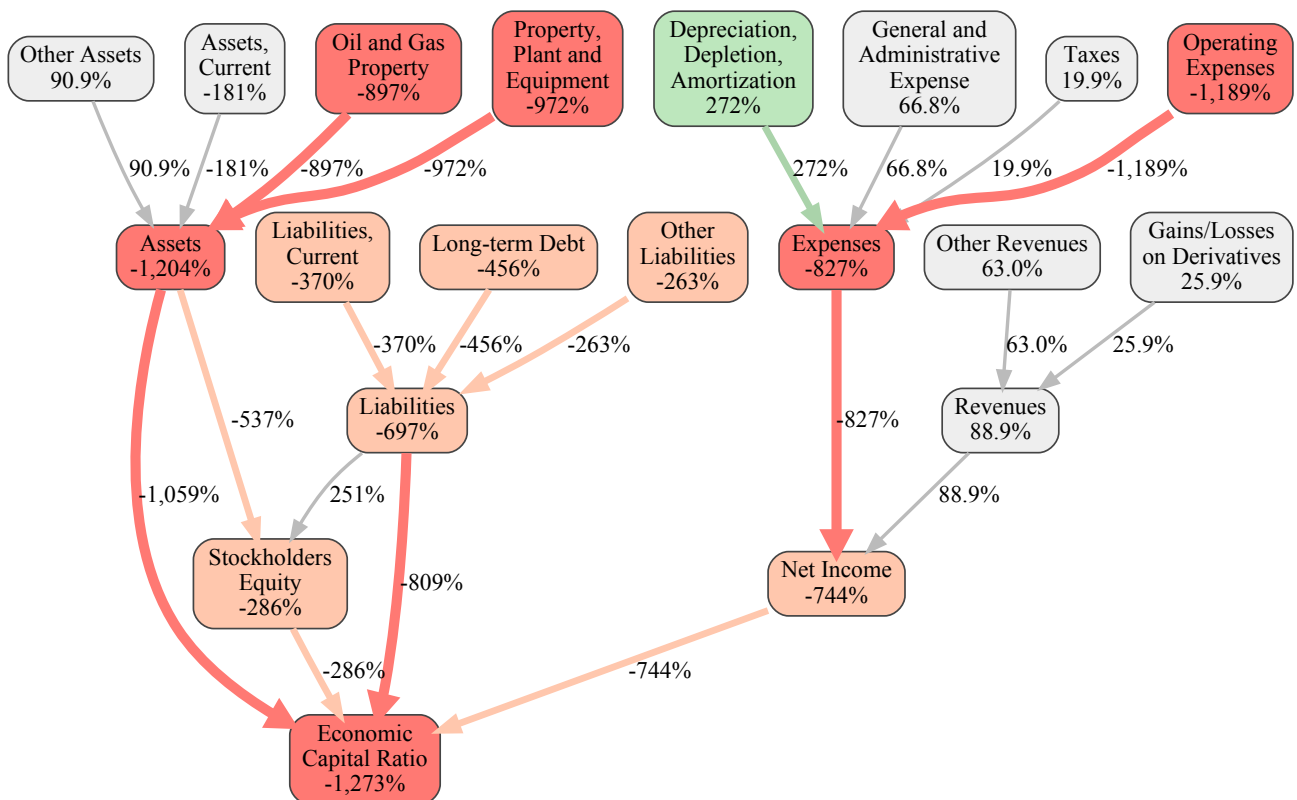 Other Assets
90.9%
Assets,
Current
-181%
Oil and Gas
Property
-897%
Property,
Plant and
Equipment
-972%
Depreciation,
Depletion,
Amortization
272%
General and
Administrative
Expense
66.8%
Taxes
19.9%
Operating
Expenses
-1,189%
90.9%
-181%
-897%
-972%
272%
66.8%
19.9%
-1,189%
Assets
-1,204%
Liabilities,
Current
-370%
Long-term Debt
-456%
Other
Liabilities
-263%
Expenses
-827%
Other Revenues
63.0%
Gains/Losses
on Derivatives
25.9%
-370%
-456%
-263%
63.0%
25.9%
-537%
Liabilities
-697%
-827%
Revenues
88.9%
-1,059%
251%
88.9%
Stockholders
Equity
-286%
-809%
Net Income
-744%
-286%
-744%
Economic
Capital Ratio
-1,273%